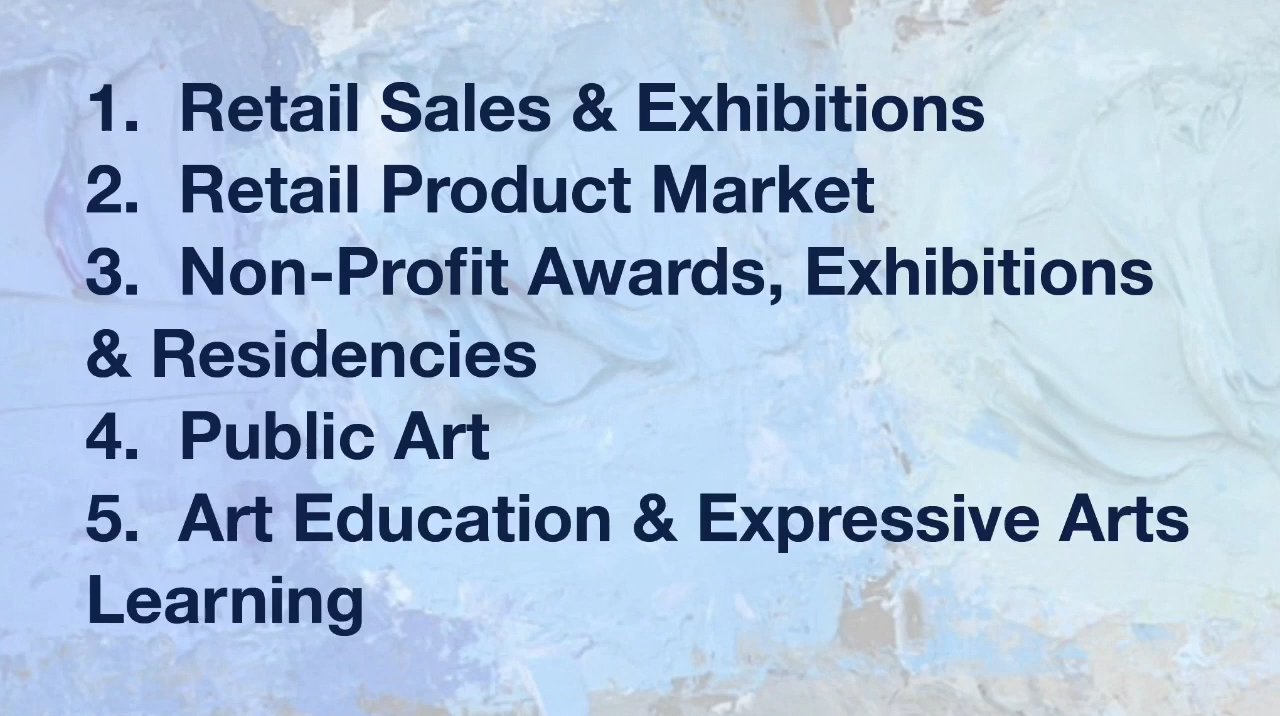 1. Retail Sales & Exhibitions
2. Retail Product Market
3. Non-Profit Awards, Exhibitions
& Residencies
4. Public Art
5. Art Education & Expressive Arts
Learning